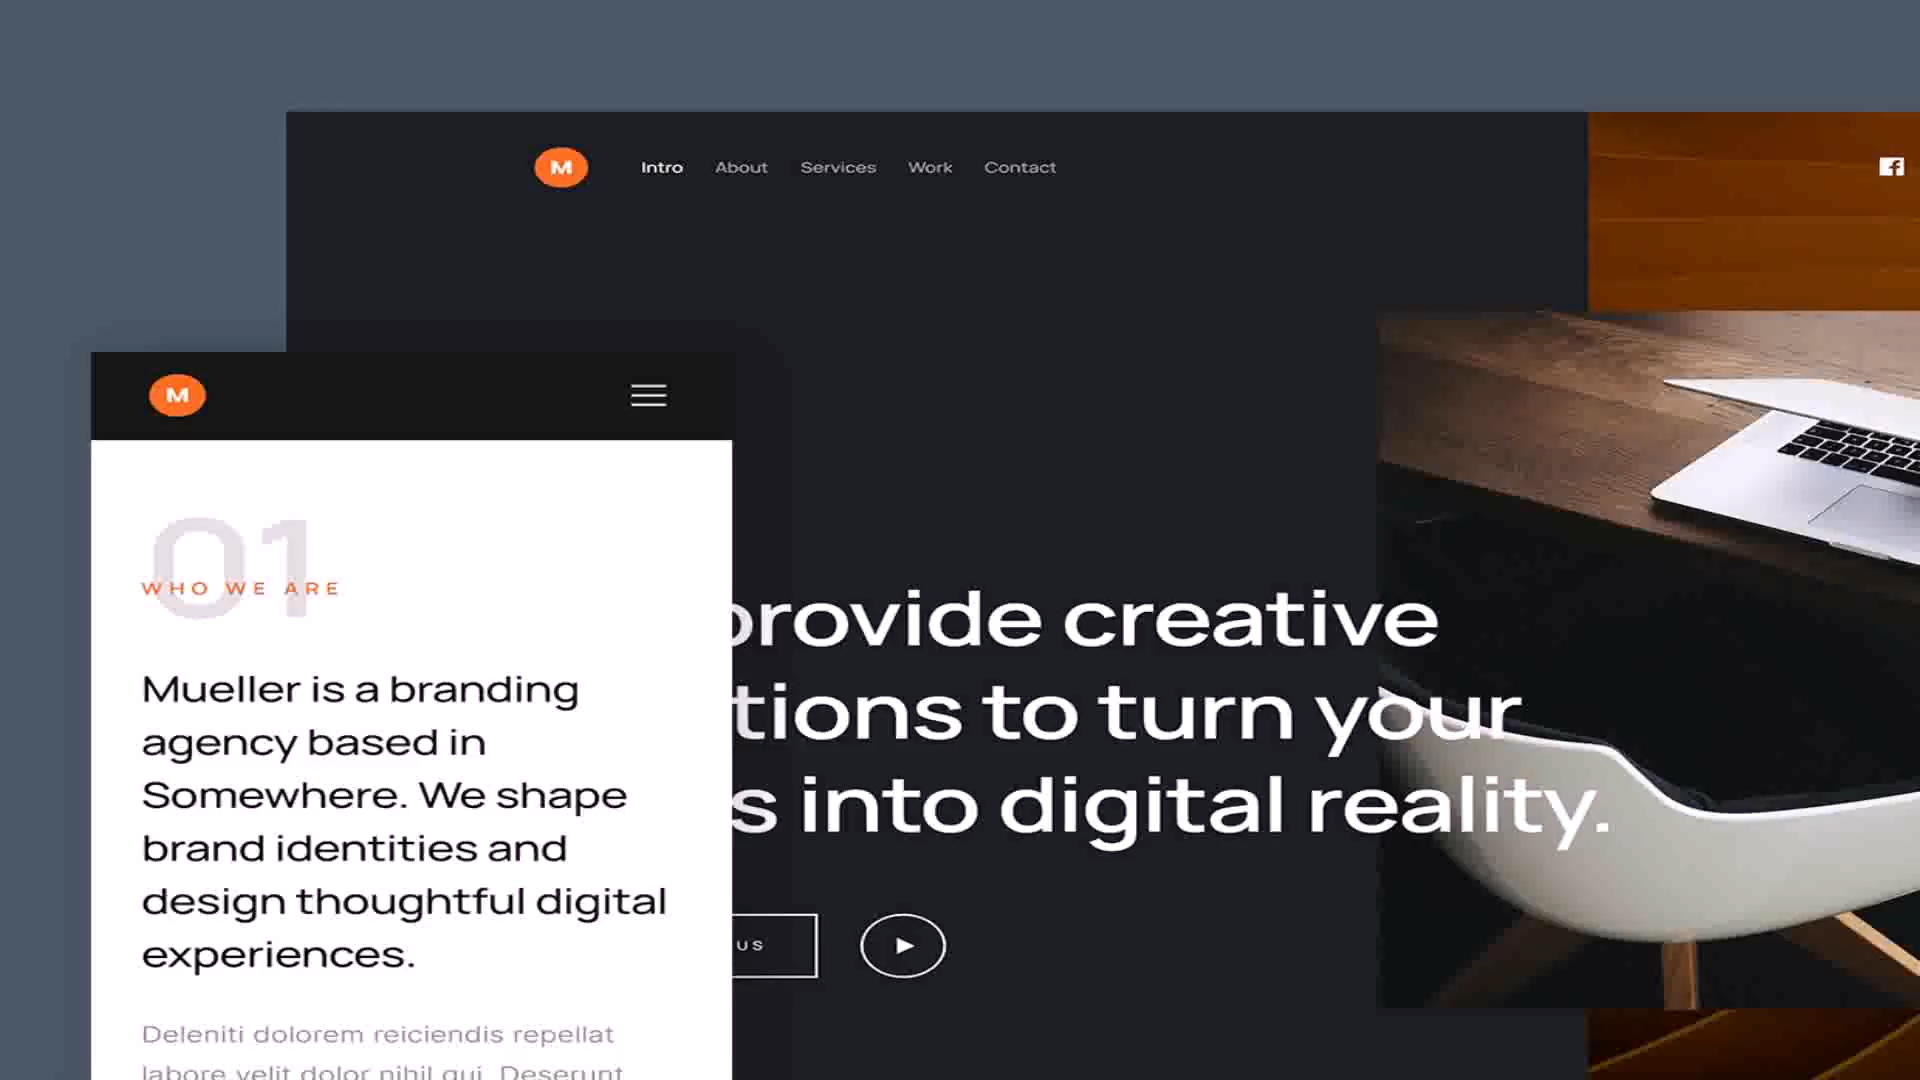 M Intro About Services Work Contact
M
01
WHO WE ARE
Mueller is a branding
agency based in
Somewhere. We shape
brand identities and
design thoughtful digital
experiences.
Deleniti dolorem reiciendis repellat
labore velit dolor nihil qui. Deserunt
provide creative
tions to turn your
s into digital reality.
US